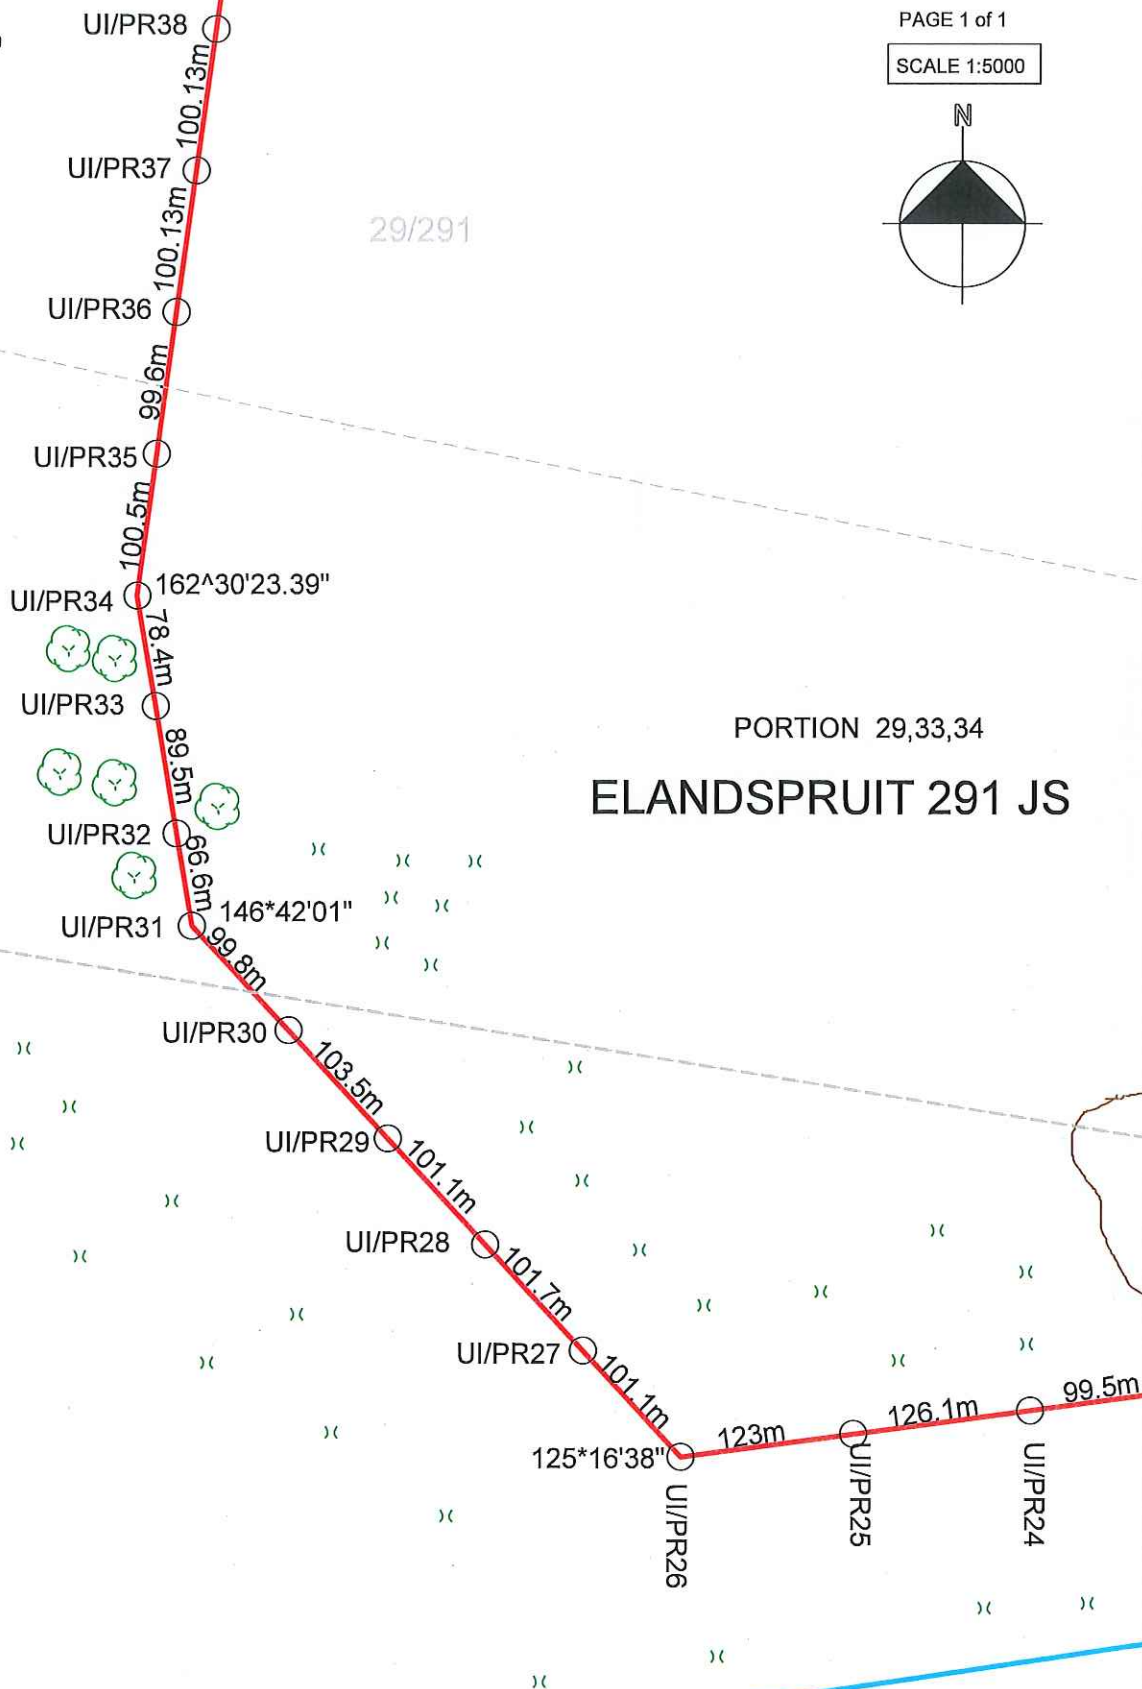 UI/PR38
PAGE 1 of 1
SCALE 1:5000
100.13m
N
UI/PR37
100.13m
29/291
UI/PR36
99.6m
UI/PR35
100.5m
162^30'23.39"
UI/PR34
78.4m
UI/PR33
PORTION 29,33,34
89.5m
ELANDSPRUIT 291 JS
UI/PR32
66.6m
146*42'01"
UI/PR31
99.8m
UI/PR30
103.5m
UI/PR29
101.1m
UI/PR28
101.7m
UI/PR27
101.1m
99.5m
126.1m
123m
125*16'38"
UI/PR26
UI/PR25
UI/PR24